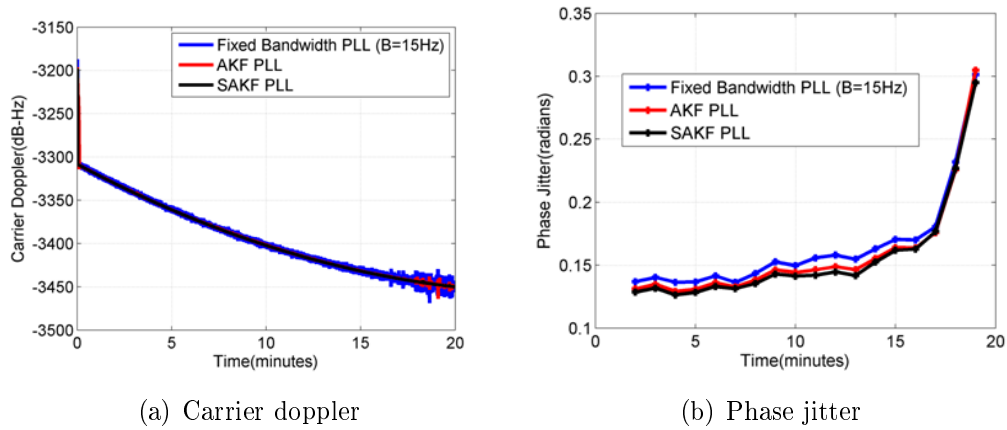 -3150
-3200
-3250
-3300
-3350
-3400
-3450
-3500
Carrier Doppler(dB-Hz)
Fixed Bandwidth PLL (B=15Hz)
AKF PLL
SAKF PLL
0 5 10 15 20
Time(minutes)
(a) Carrier doppler
0.35
0.3
0.25
0.2
0.15
0.1
Phase Jitter(radians)
Fixed Bandwidth PLL (B=15Hz)
AKF PLL
SAKF PLL
0 5 10 15 20
Time(minutes)
(b) Phase jitter